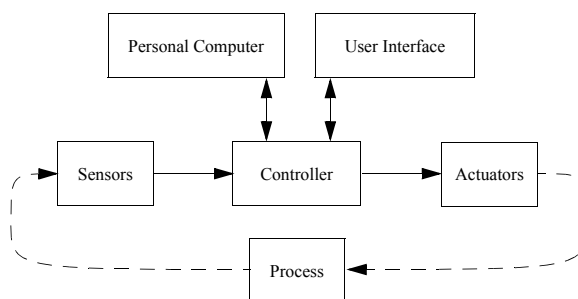 Personal Computer
User Interface
Sensors
Controller
Actuators
Process